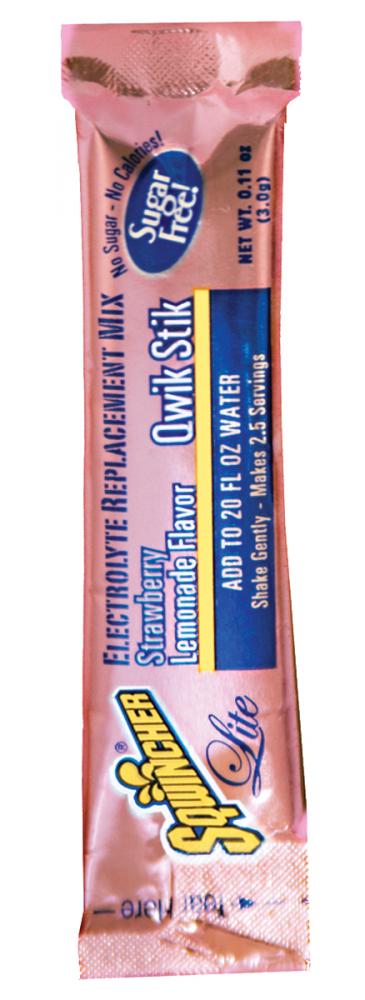 No Sugar - No Calories!
Sugar
Free!
NET WT. 0.11 oz
(3.0g)
ELECTROLYTE REPLACEMENT MIX
Strawberry
Lemonade Flavor
Qwik Stik
ADD TO 20 FL OZ WATER
Shake Gently - Makes 2.5 Servings
SQWINCHER®
Lite
Tear Here